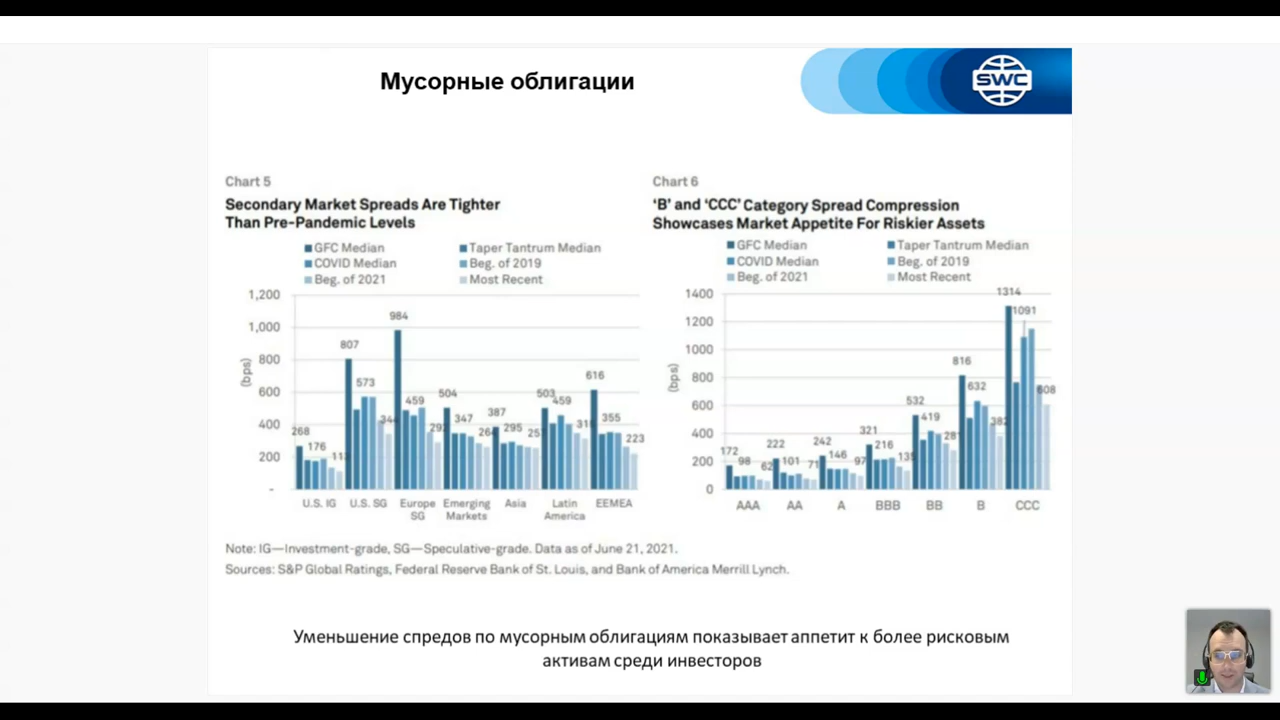 Мусорные облигации
SWC
Chart 5
Secondary Market Spreads Are Tighter
Than Pre-Pandemic Levels
GFC Median
Taper Tantrum Median
COVID Median
Beg. of 2019
Beg. of 2021
Most Recent
1,200
1,000
800
600
400
200
-
(bps)
268
176
807
573
344
984
459
504
347
387
295
503
459
616
355
223
U.S. IG
U.S. SG
Europe
SG
Emerging
Markets
Asia
Latin
America
EEMEA
Chart 6
'B' and 'CCC' Category Spread Compression
Showcases Market Appetite For Riskier Assets
GFC Median
Taper Tantrum Median
COVID Median
Beg. of 2019
Beg. of 2021
Most Recent
1400
1200
1000
800
600
400
200
0
(bps)
172
98
62
222
101
71
242
146
97
321
216
532
419
816
632
382
1314
1091
608
AAA
AA
A
BBB
BB
B
CCC
Note: IG—Investment-grade, SG—Speculative-grade. Data as of June 21, 2021.
Sources: S&P Global Ratings, Federal Reserve Bank of St. Louis, and Bank of America Merrill Lynch.
Уменьшение спредов по мусорным облигациям показывает аппетит к более рисковым
активам среди инвесторов